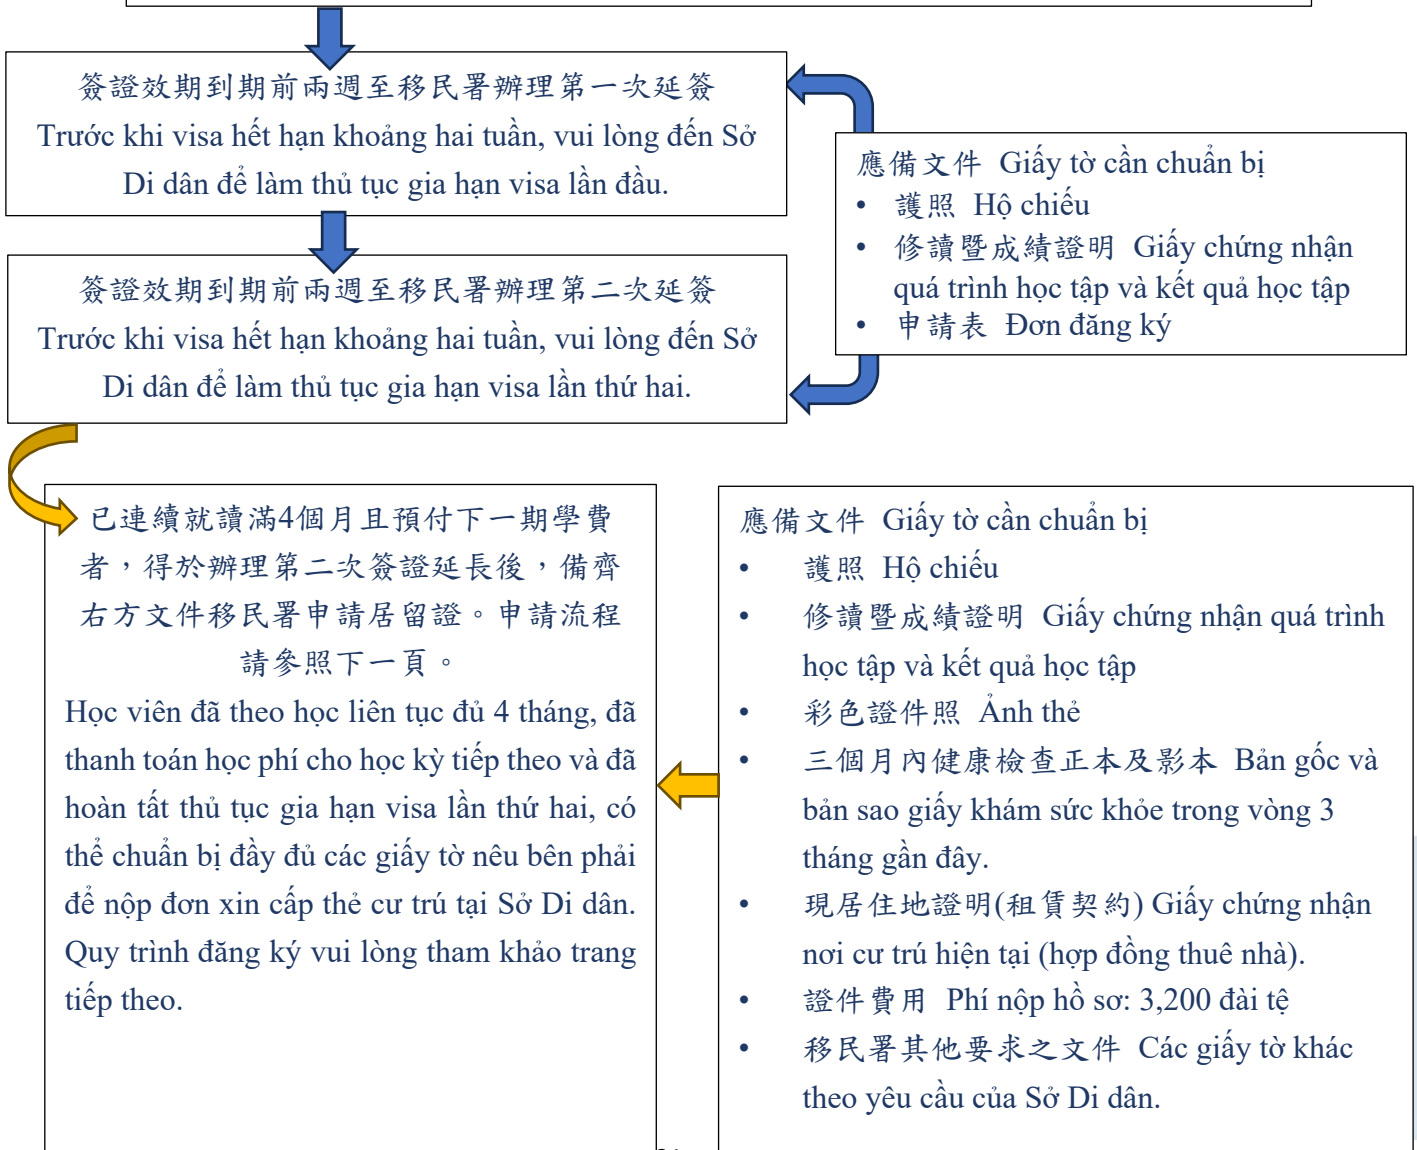 簽證效期到期前兩週至移民署辦理第一次延簽
Trước khi visa hết hạn khoảng hai tuần, vui lòng đến Sở
Di dân để làm thủ tục gia hạn visa lần đầu.
應備文件 Giấy tờ cần chuẩn bị
• 護照 Hộ chiếu
• 修讀暨成績證明 Giấy chứng nhận
quá trình học tập và kết quả học tập
• 申請表 Đơn đăng ký
簽證效期到期前兩週至移民署辦理第二次延簽
Trước khi visa hết hạn khoảng hai tuần, vui lòng đến Sở
Di dân để làm thủ tục gia hạn visa lần thứ hai.
已連續就讀滿4個月且預付下一期學費
者，得於辦理第二次簽證延長後，備齊
右方文件移民署申請居留證。申請流程
請參照下一頁。
Học viên đã theo học liên tục đủ 4 tháng, đã
thanh toán học phí cho học kỳ tiếp theo và đã
hoàn tất thủ tục gia hạn visa lần thứ hai, có
thể chuẩn bị đầy đủ các giấy tờ nêu bên phải
để nộp đơn xin cấp thẻ cư trú tại Sở Di dân.
Quy trình đăng ký vui lòng tham khảo trang
tiếp theo.
應備文件 Giấy tờ cần chuẩn bị
• 護照 Hộ chiếu
• 修讀暨成績證明 Giấy chứng nhận quá trình
học tập và kết quả học tập
• 彩色證件照 Ảnh thẻ
• 三個月內健康檢查正本及影本 Bản gốc và
bản sao giấy khám sức khỏe trong vòng 3
tháng gần đây.
• 現居住地證明(租賃契約) Giấy chứng nhận
nơi cư trú hiện tại (hợp đồng thuê nhà).
• 證件費用 Phí nộp hồ sơ: 3,200 đài tệ
• 移民署其他要求之文件 Các giấy tờ khác
theo yêu cầu của Sở Di dân.